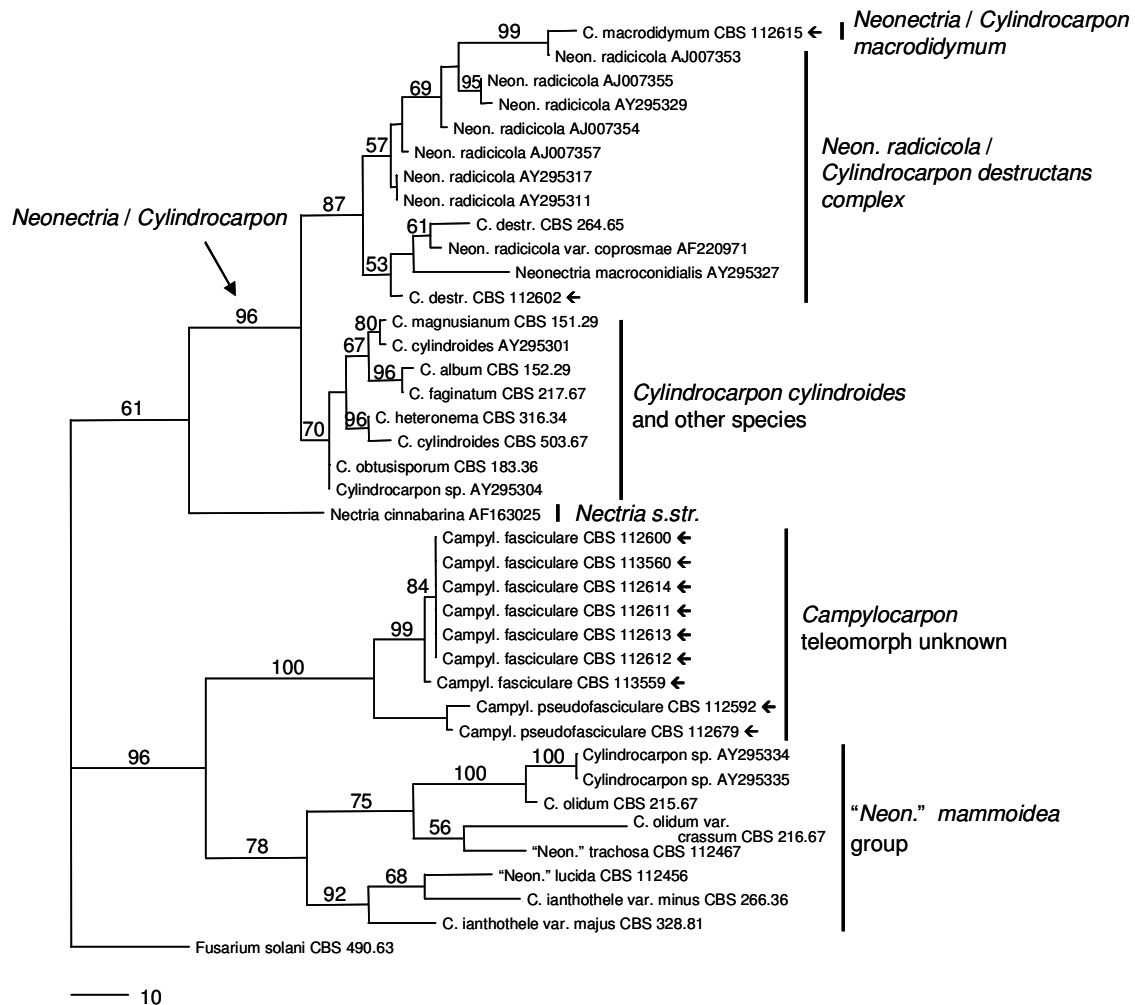 99
C. macrodidymum CBS 112615 ←
Neonectria / Cylindrocarpon
macrodidymum
Neon. radicicola AJ007353
95
Neon. radicicola AJ007355
69
Neon. radicicola AY295329
Neon. radicicola AJ007354
57
Neon. radicicola AJ007357
Neon. radicicola /
Cylindrocarpon destructans
complex
Neon. radicicola AY295317
Neon. radicicola AY295311
87
Neonectria / Cylindrocarpon
61
C. destr. CBS 264.65
Neon. radicicola var. coprosmae AF220971
53
Neonectria macroconidialis AY295327
C. destr. CBS 112602 ←
96
80
C. magnusianum CBS 151.29
67
C. cylindroides AY295301
96
C. album CBS 152.29
C. faginatum CBS 217.67
Cylindrocarpon cylindroides
and other species
61
96
C. heteronema CBS 316.34
70
C. cylindroides CBS 503.67
C. obtusisporum CBS 183.36
Cylindrocarpon sp. AY295304
Nectria cinnabarina AF163025
Nectria s.str.
Campyl. fasciculare CBS 112600 ←
Campyl. fasciculare CBS 113560 ←
84
Campyl. fasciculare CBS 112614 ←
Campyl. fasciculare CBS 112611 ←
99
Campyl. fasciculare CBS 112613 ←
Campyl. fasciculare CBS 112612 ←
Campylocarpon
teleomorph unknown
100
Campyl. fasciculare CBS 113559 ←
Campyl. pseudofasciculare CBS 112592 ←
Campyl. pseudofasciculare CBS 112679 ←
96
100
Cylindrocarpon sp. AY295334
100
Cylindrocarpon sp. AY295335
75
C. olidum CBS 215.67
56
C. olidum var.
crassum CBS 216.67
"Neon." mammoidea
group
78
"Neon." trachosa CBS 112467
68
"Neon." lucida CBS 112456
92
C. ianthothele var. minus CBS 266.36
C. ianthothele var. majus CBS 328.81
Fusarium solani CBS 490.63
10